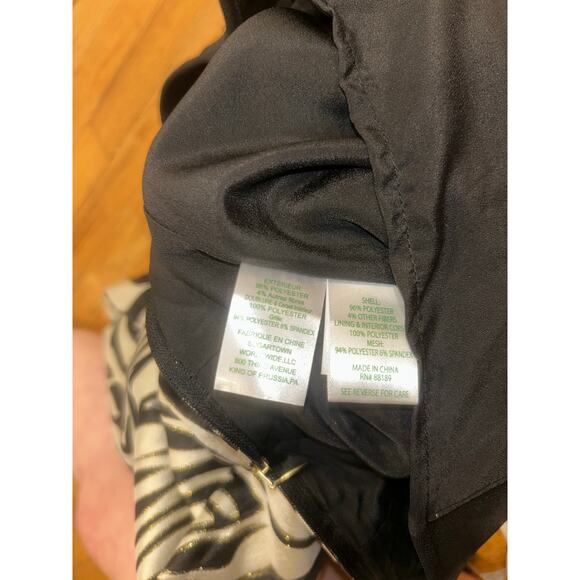 EXTERIEUR:
96% POLYESTER
4% Autres fibres
DOUBLURE & Corset Interieur
100% POLYESTER
Grille:
94% POLYESTER 6% SPANDEX
FABRIQUE EN CHINE
SUGARTOWN
WORLDWIDE,LLC
800 THIRD AVENUE
KING OF PRUSSIA,PA
SHELL:
96% POLYESTER
4% OTHER FIBERS
LINING & INTERIOR CORS
100% POLYESTER
MESH:
94% POLYESTER 6% SPANDEX
MADE IN CHINA
RN# 88189
SEE REVERSE FOR CARE